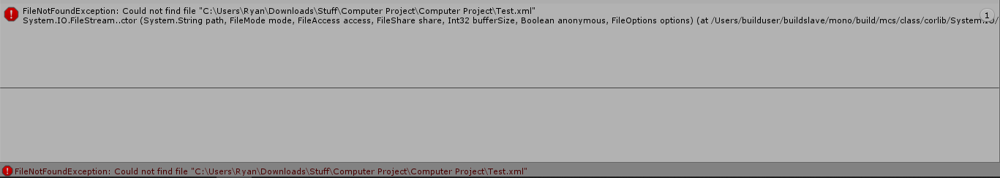 FileNotFoundException: Could not find file "C:\Users\Ryan\Downloads\Stuff\Computer Project\Computer Project\Test.xml"
1
System.IO.FileStream..ctor (System.String path, FileMode mode, FileAccess access, FileShare share, Int32 bufferSize, Boolean anonymous, FileOptions options) (at /Users/builduser/buildslave/mono/build/mcs/class/corlib/System.IO/
FileNotFoundException: Could not find file "C:\Users\Ryan\Downloads\Stuff\Computer Project\Computer Project\Test.xml"